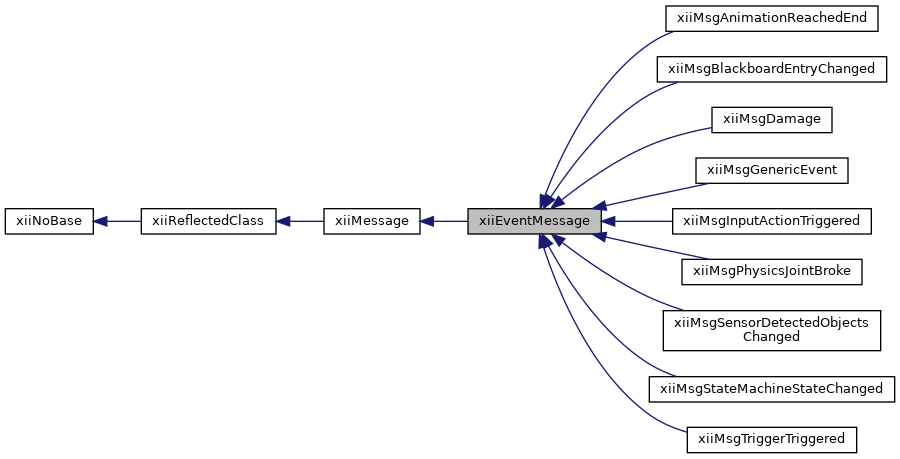 xiiMsgAnimationReachedEnd
xiiMsgBlackboardEntryChanged
xiiMsgDamage
xiiMsgGenericEvent
xiiNoBase
xiiReflectedClass
xiiMessage
xiiEventMessage
xiiMsgInputActionTriggered
xiiMsgPhysicsJointBroke
xiiMsgSensorDetectedObjects
Changed
xiiMsgStateMachineStateChanged
xiiMsgTriggerTriggered